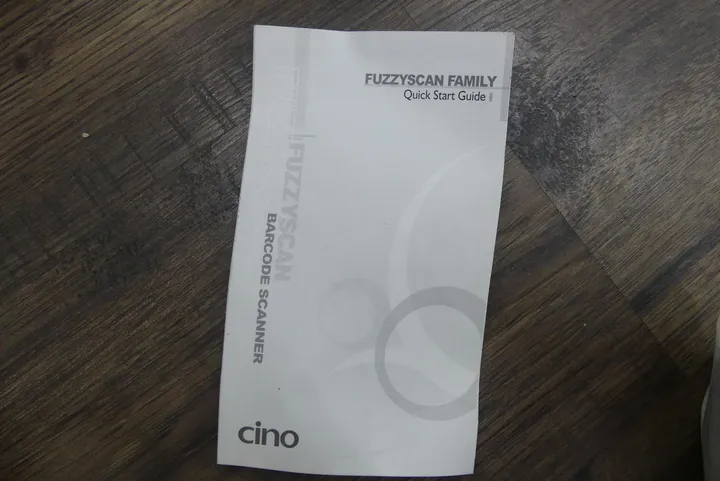 FUZZYSCAN FAMILY
Quick Start Guide
FUZZYSCAN
BARCODE SCANNER
cino